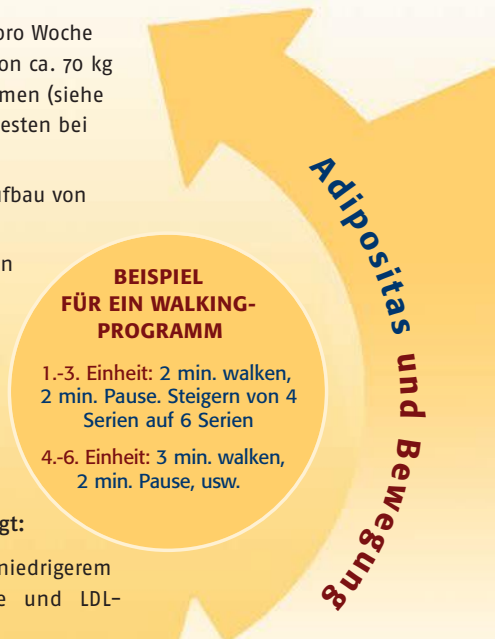 pro Woche
on ca. 70 kg
men (siehe
esten bei
fbau von
n
BEISPIEL
FÜR EIN WALKING-
PROGRAMM
1.-3. Einheit: 2 min. walken,
2 min. Pause. Steigern von 4
Serien auf 6 Serien
4.-6. Einheit: 3 min. walken,
2 min. Pause, usw.
gt:
niedrigerem
e und LDL-
Adipositas und Bewegung